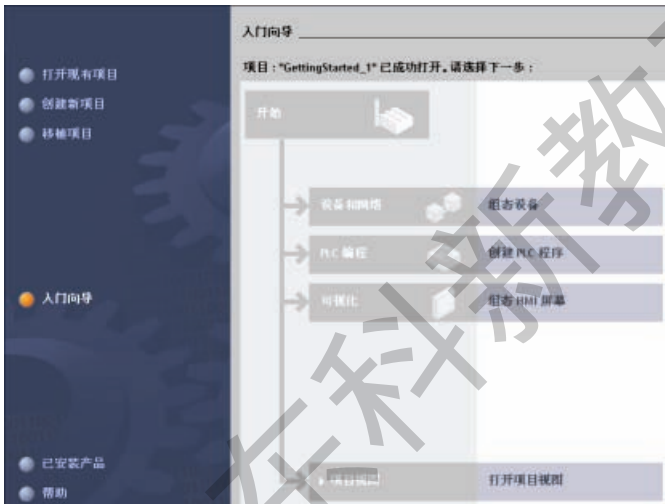 打开现有项目
创建新项目
移植项目
入门向导
已安装产品
帮助
入门向导
项目："GettingStarted_1" 已成功打开。请选择下一步：
开始
设备和网络
组态设备
PLC 编程
创建 PLC 程序
可视化
组态 HMI 屏幕
项目视图
打开项目视图